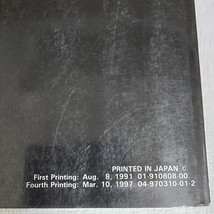 PRINTED IN JAPAN C
First Printing: Aug. 8, 1991 01-910808-00
Fourth Printing: Mar. 10, 1997 04-970310-01-2